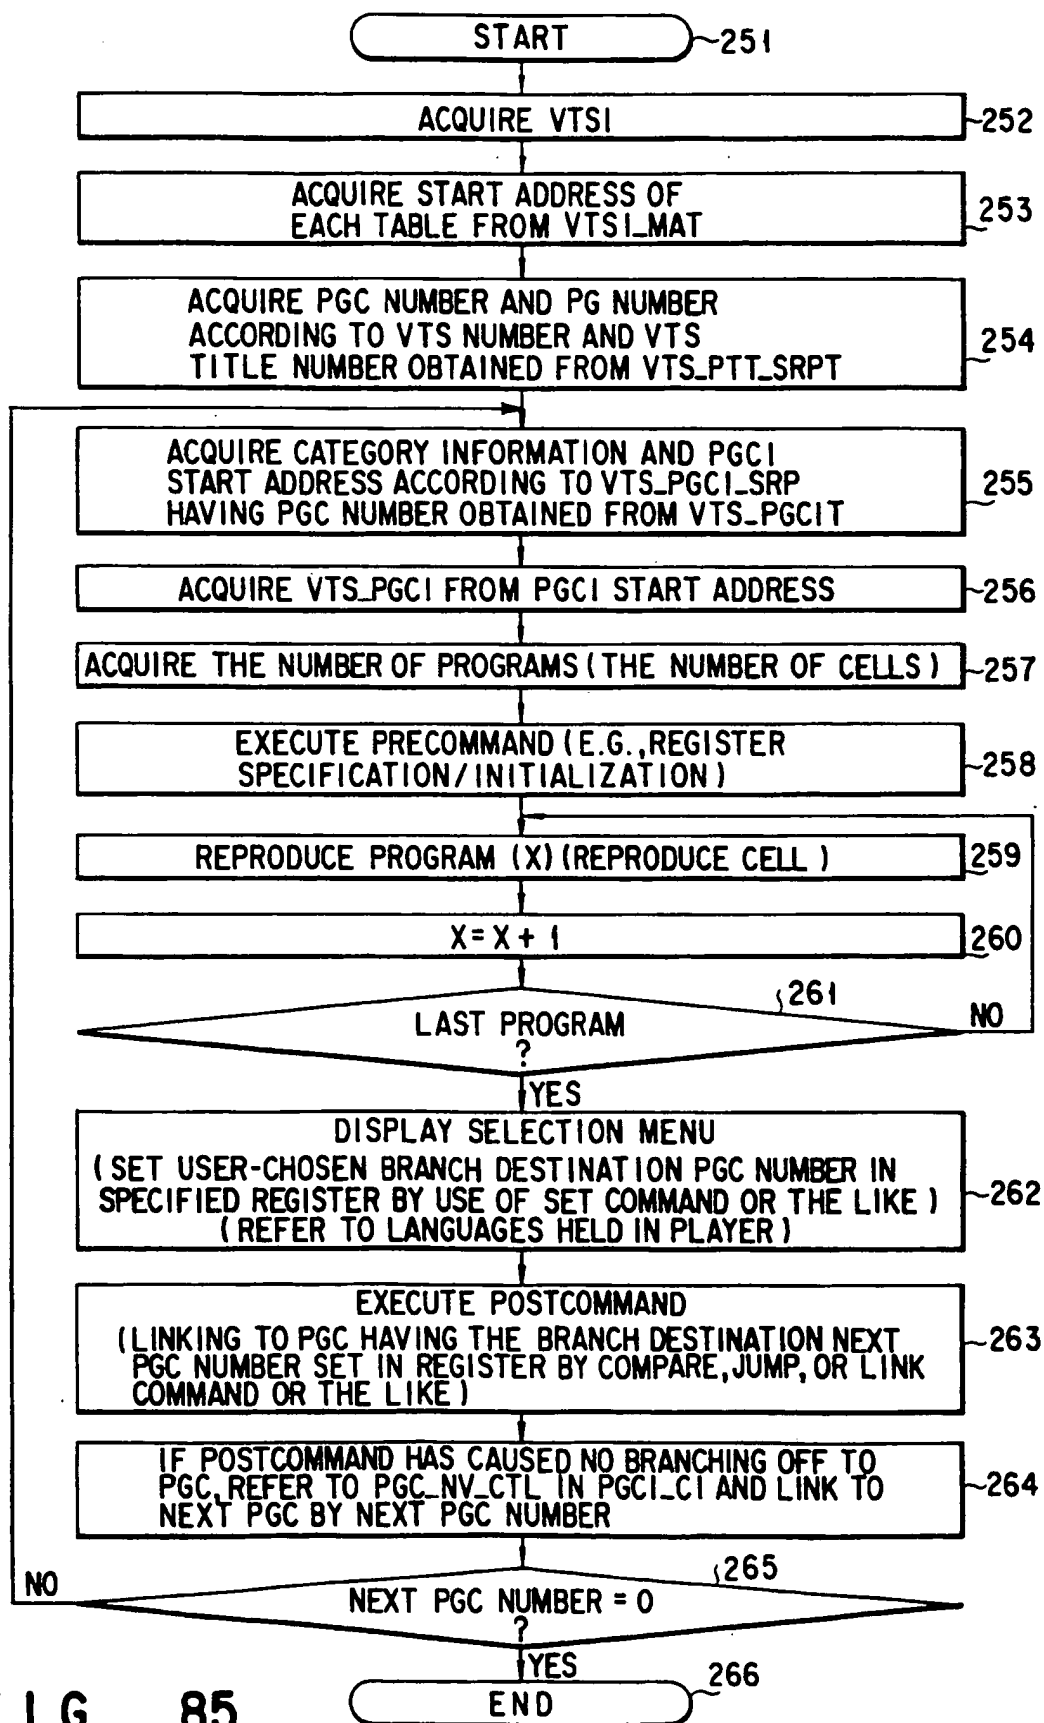 START
251
ACQUIRE VTSI
252
ACQUIRE START ADDRESS OF
EACH TABLE FROM VTSI_MAT
253
ACQUIRE PGC NUMBER AND PG NUMBER
ACCORDING TO VTS NUMBER AND VTS
TITLE NUMBER OBTAINED FROM VTS_PTT_SRPT
254
ACQUIRE CATEGORY INFORMATION AND PGCI
START ADDRESS ACCORDING TO VTS_PGCI_SRP
HAVING PGC NUMBER OBTAINED FROM VTS_PGCIT
255
ACQUIRE VTS_PGCI FROM PGCI START ADDRESS
256
ACQUIRE THE NUMBER OF PROGRAMS (THE NUMBER OF CELLS)
257
EXECUTE PRECOMMAND (E.G., REGISTER
SPECIFICATION/INITIALIZATION)
258
REPRODUCE PROGRAM (X) (REPRODUCE CELL)
259
X = X + 1
260
261
LAST PROGRAM
?
NO
YES
DISPLAY SELECTION MENU
(SET USER-CHOSEN BRANCH DESTINATION PGC NUMBER IN
SPECIFIED REGISTER BY USE OF SET COMMAND OR THE LIKE)
(REFER TO LANGUAGES HELD IN PLAYER)
262
EXECUTE POSTCOMMAND
(LINKING TO PGC HAVING THE BRANCH DESTINATION NEXT
PGC NUMBER SET IN REGISTER BY COMPARE, JUMP, OR LINK
COMMAND OR THE LIKE)
263
IF POSTCOMMAND HAS CAUSED NO BRANCHING OFF TO
PGC, REFER TO PGC_NV_CTL IN PGCI_CI AND LINK TO
NEXT PGC BY NEXT PGC NUMBER
264
265
NO
NEXT PGC NUMBER = 0
?
YES
266
END
IG 85